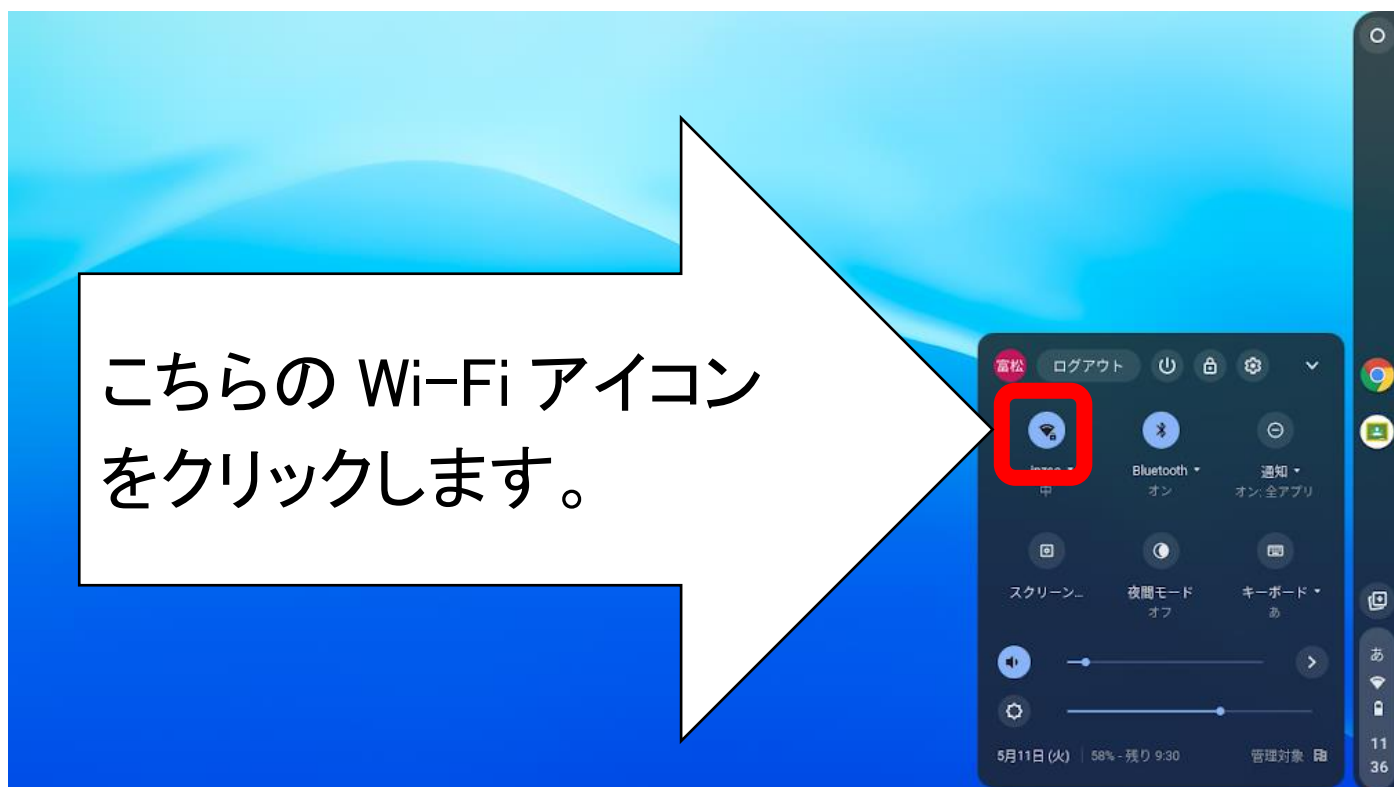 こちらの Wi-Fi アイコン
をクリックします。
富松 ログアウト
Bluetooth 通知
中 オン オン: 全アプリ
スクリーン… 夜間モード キーボード
オフ あ
5月11日 (火) 58% - 残り 9:30 管理対象
あ
11
36